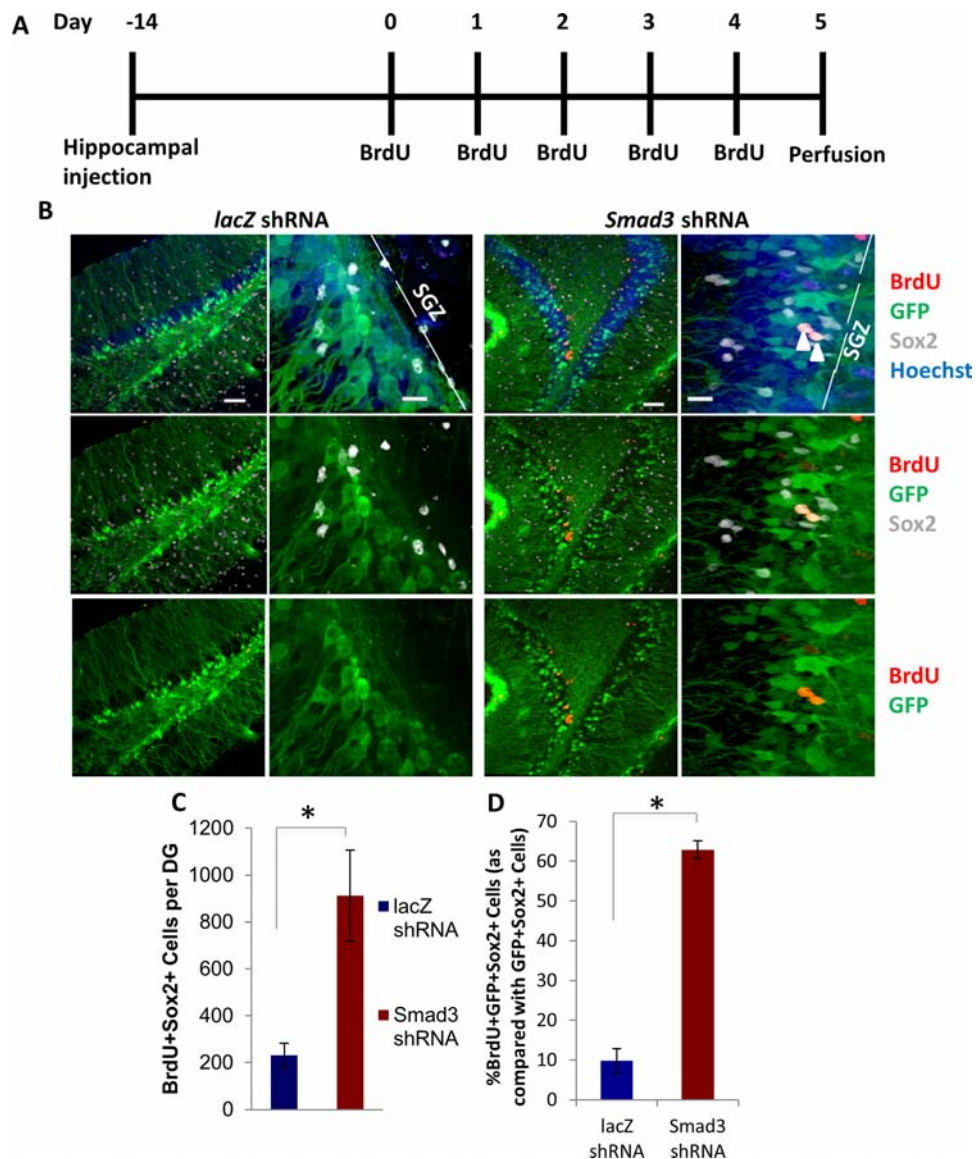 A
Day -14 0 1 2 3 4 5
Hippocampal
injection
BrdU BrdU BrdU BrdU BrdU Perfusion
B
lacZ shRNA Smad3 shRNA
SGZ
SGZ
BrdU
GFP
Sox2
Hoechst
BrdU
GFP
Sox2
BrdU
GFP
C
*
BrdU+Sox2+ Cells per DG
1200
1000
800
600
400
200
0
lacZ
shRNA
Smad3
shRNA
D
*
%BrdU+GFP+Sox2+ Cells (as
compared with GFP+Sox2+ Cells)
70
60
50
40
30
20
10
0
lacZ
shRNA
Smad3
shRNA